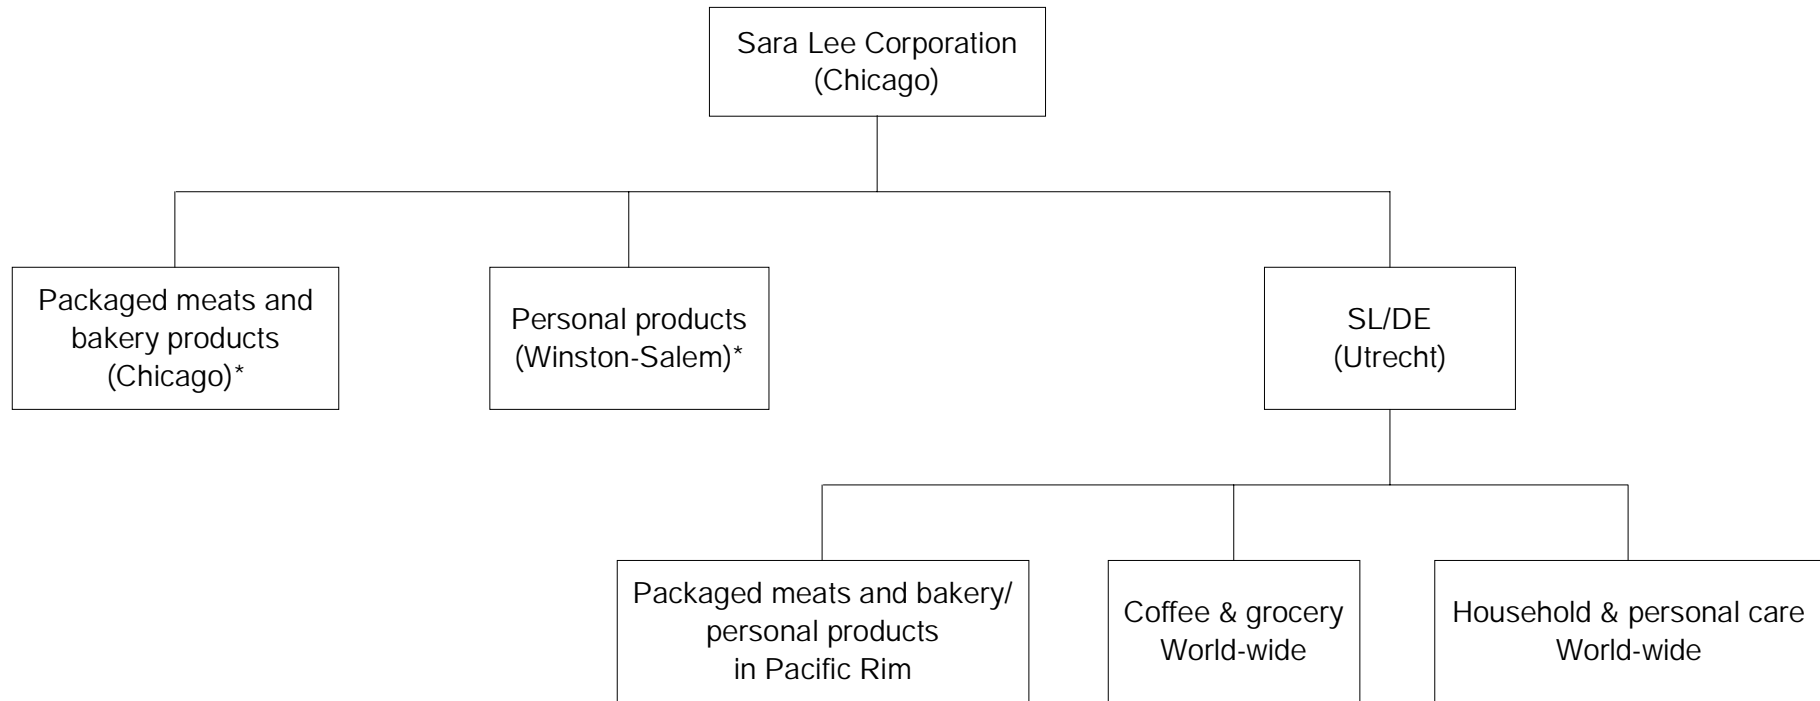 Sara Lee Corporation
(Chicago)
Packaged meats and
bakery products
(Chicago)*
Personal products
(Winston-Salem)*
SL/DE
(Utrecht)
Packaged meats and bakery/
personal products
in Pacific Rim
Coffee & grocery
World-wide
Household & personal care
World-wide